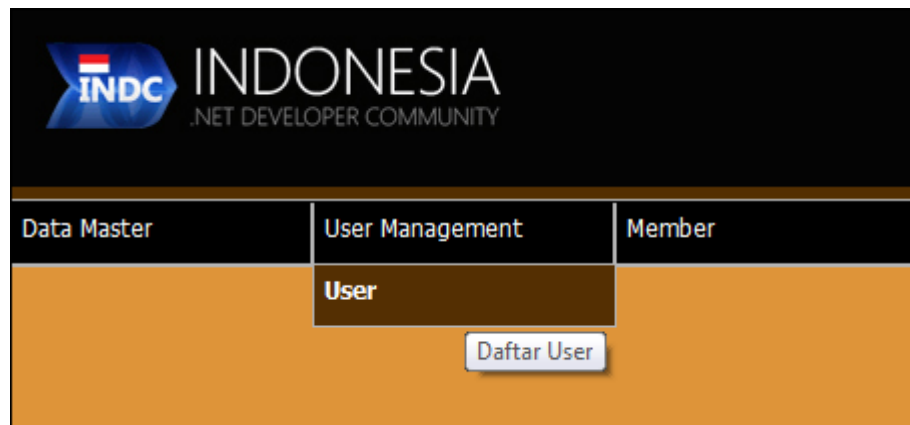 INDC
INDONESIA
.NET DEVELOPER COMMUNITY
Data Master
User Management
Member
User
Daftar User